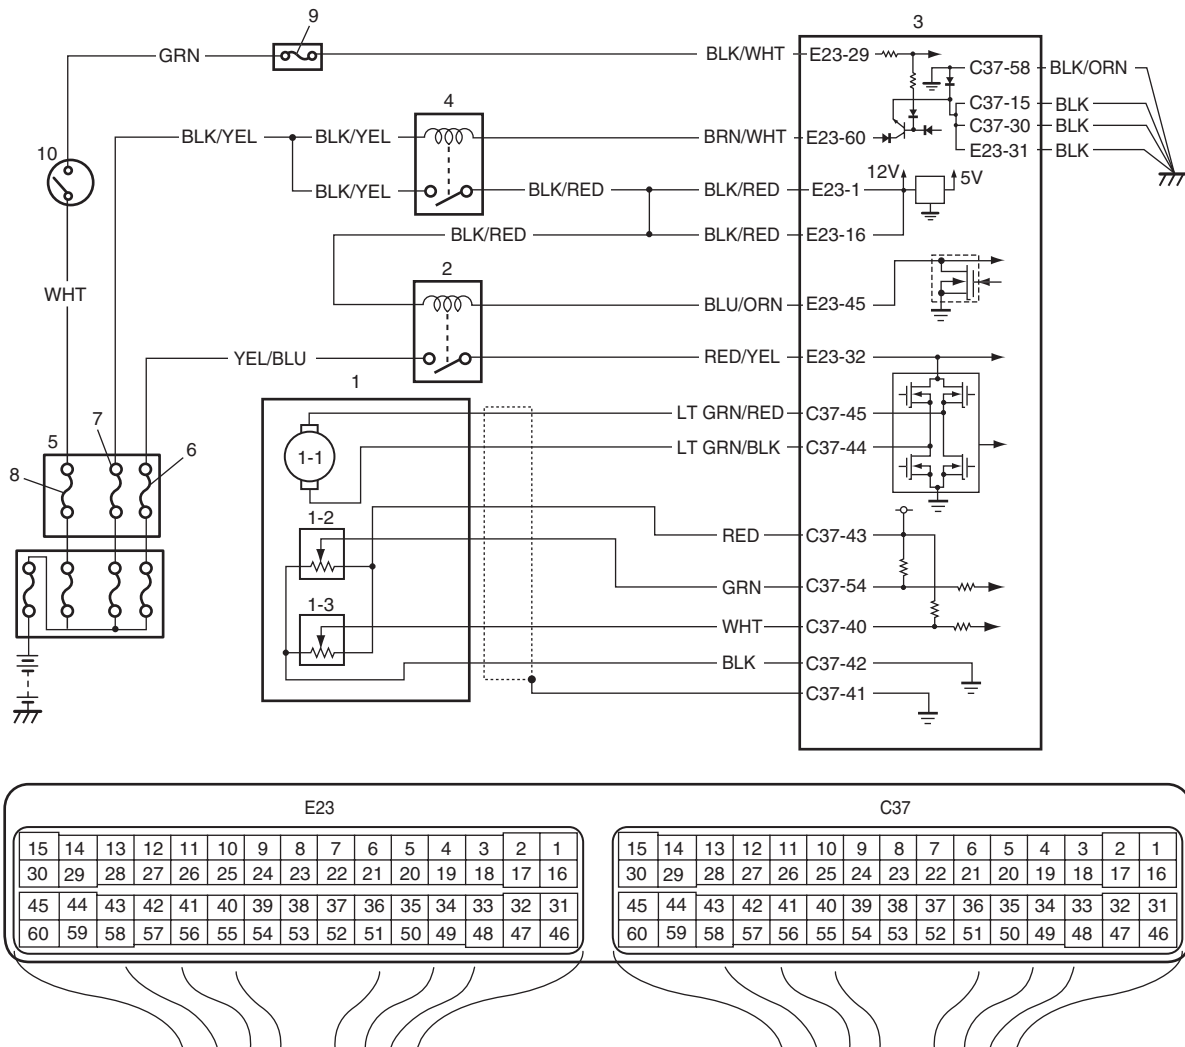 9
3
GRN
BLK/WHT
E23-29
C37-58
BLK/ORN
4
C37-15
BLK
BLK/YEL
BLK/YEL
BRN/WHT
E23-60
C37-30
BLK
10
E23-31
BLK
12V
5V
BLK/YEL
BLK/RED
BLK/RED
E23-1
BLK/RED
BLK/RED
E23-16
2
WHT
BLU/ORN
E23-45
YEL/BLU
RED/YEL
E23-32
1
7
5
6
8
LT GRN/RED
C37-45
1-1
LT GRN/BLK
C37-44
1-2
RED
C37-43
GRN
C37-54
1-3
WHT
C37-40
BLK
C37-42
C37-41
E23
C37
15 14 13 12 11 10 9 8 7 6 5 4 3 2 1
30 29 28 27 26 25 24 23 22 21 20 19 18 17 16
45 44 43 42 41 40 39 38 37 36 35 34 33 32 31
60 59 58 57 56 55 54 53 52 51 50 49 48 47 46
15 14 13 12 11 10 9 8 7 6 5 4 3 2 1
30 29 28 27 26 25 24 23 22 21 20 19 18 17 16
45 44 43 42 41 40 39 38 37 36 35 34 33 32 31
60 59 58 57 56 55 54 53 52 51 50 49 48 47 46